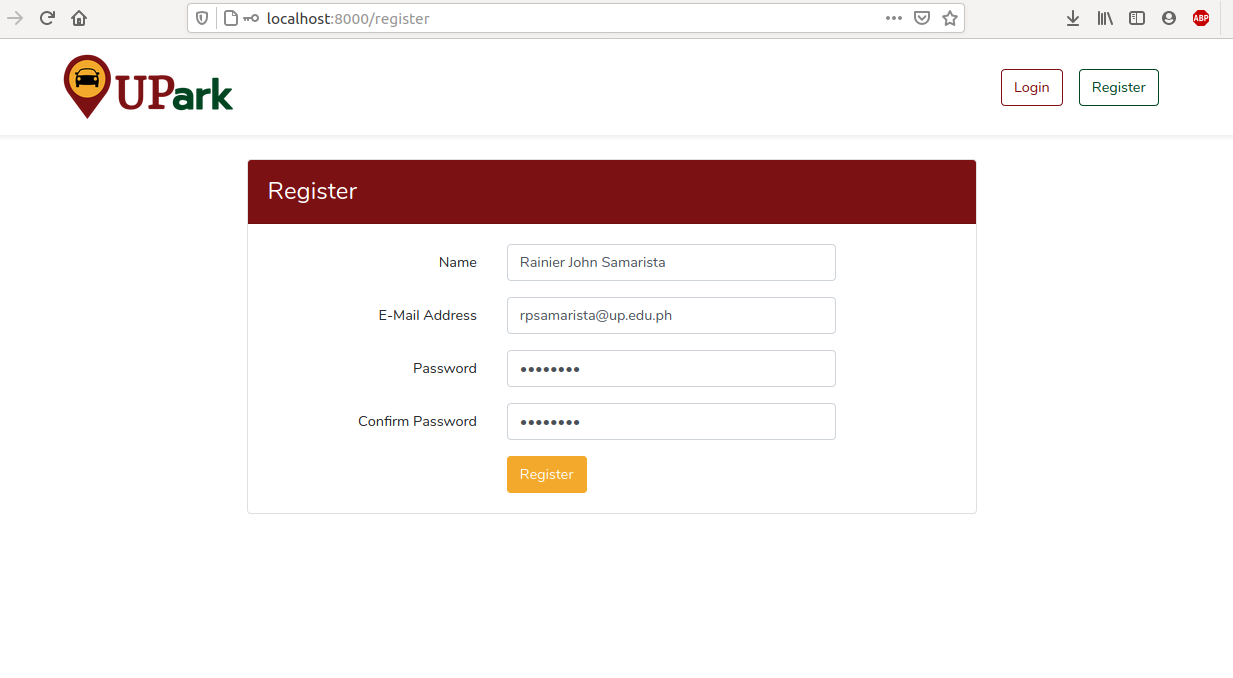 localhost:8000/register
ABP
UPark
Login
Register
Register
Name
Rainier John Samarista
E-Mail Address
rpsamarista@up.edu.ph
Password
••••••••
Confirm Password
••••••••
Register